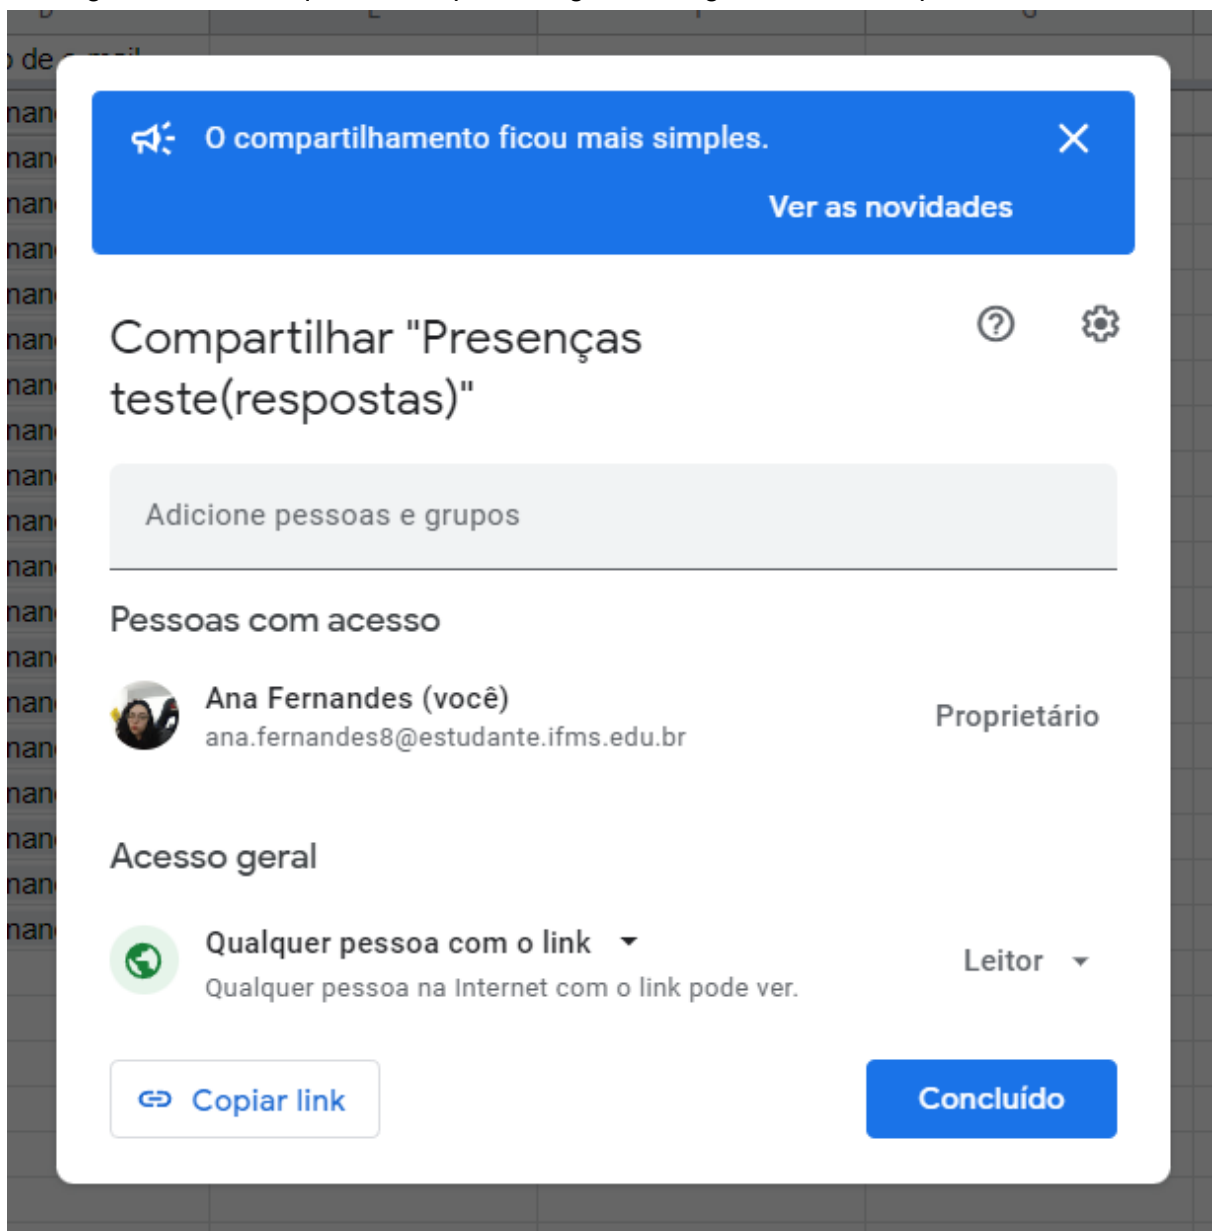 de e-mail
O compartilhamento ficou mais simples.
Ver as novidades
Compartilhar "Presenças
teste(respostas)"
Adicione pessoas e grupos
Pessoas com acesso
Ana Fernandes (você)
Proprietário
ana.fernandes8@estudante.ifms.edu.br
Acesso geral
Qualquer pessoa com o link
Leitor
Qualquer pessoa na Internet com o link pode ver.
Copiar link
Concluído